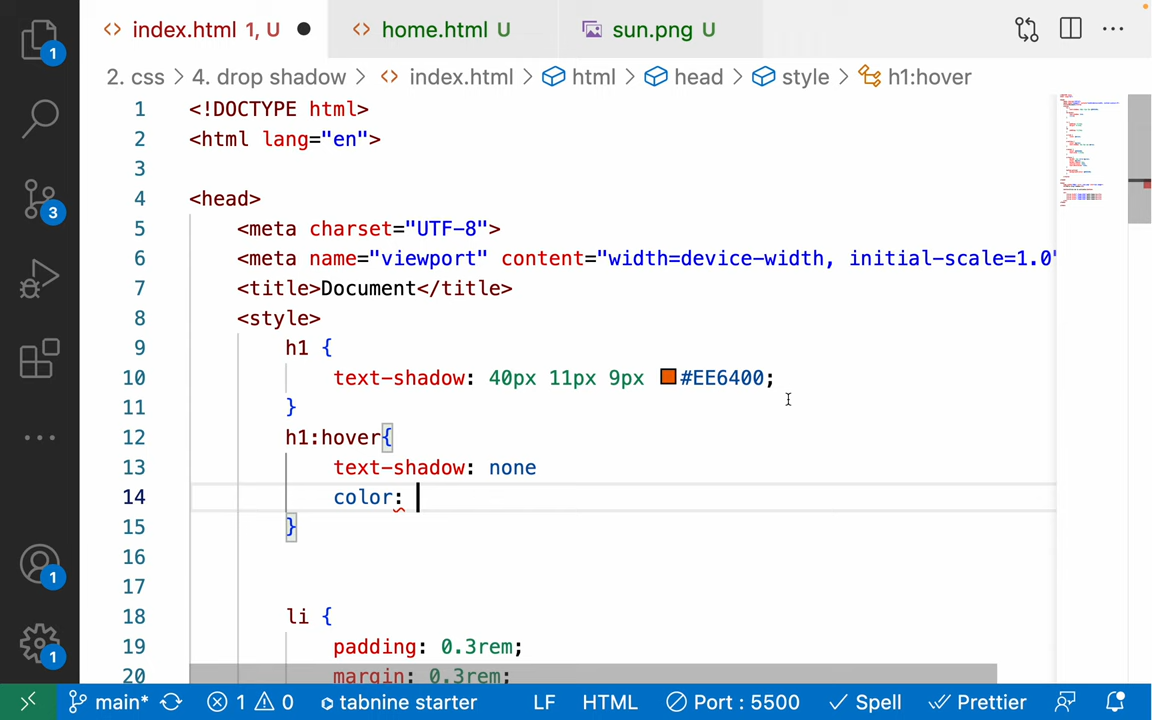 index.html 1, U
home.html U
sun.png U
2. css > 4. drop shadow > index.html > html > head > style > h1:hover
1 <!DOCTYPE html>
2 <html lang="en">
3
4 <head>
5 <meta charset="UTF-8">
6 <meta name="viewport" content="width=device-width, initial-scale=1.0"
7 <title>Document</title>
8 <style>
9 h1 {
10 text-shadow: 40px 11px 9px #EE6400;
11 }
12 h1:hover{
13 text-shadow: none
14 color:
15 }
16
17
18 li {
19 padding: 0.3rem;
20 margin: 0.3rem;
1
3
1
1
main* 1 0 tabnine starter LF HTML Port : 5500 Spell Prettier